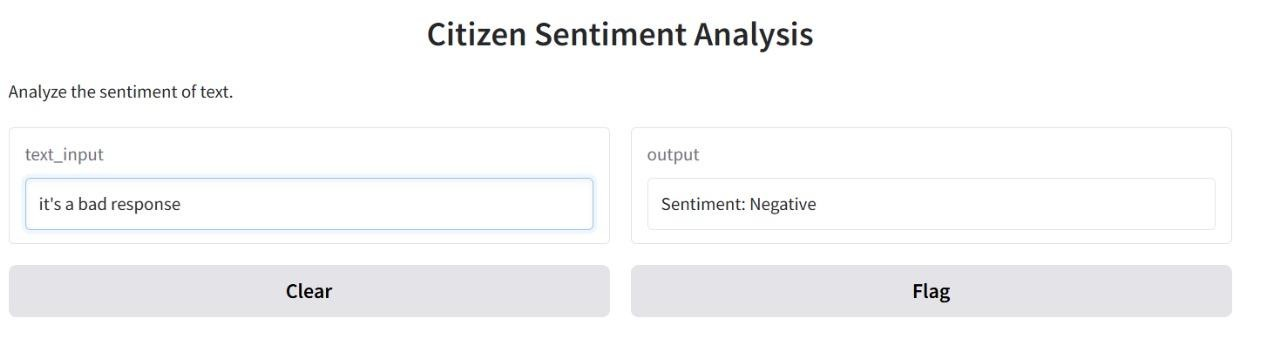 Citizen Sentiment Analysis
Analyze the sentiment of text.
text_input
it's a bad response
output
Sentiment: Negative
Clear
Flag